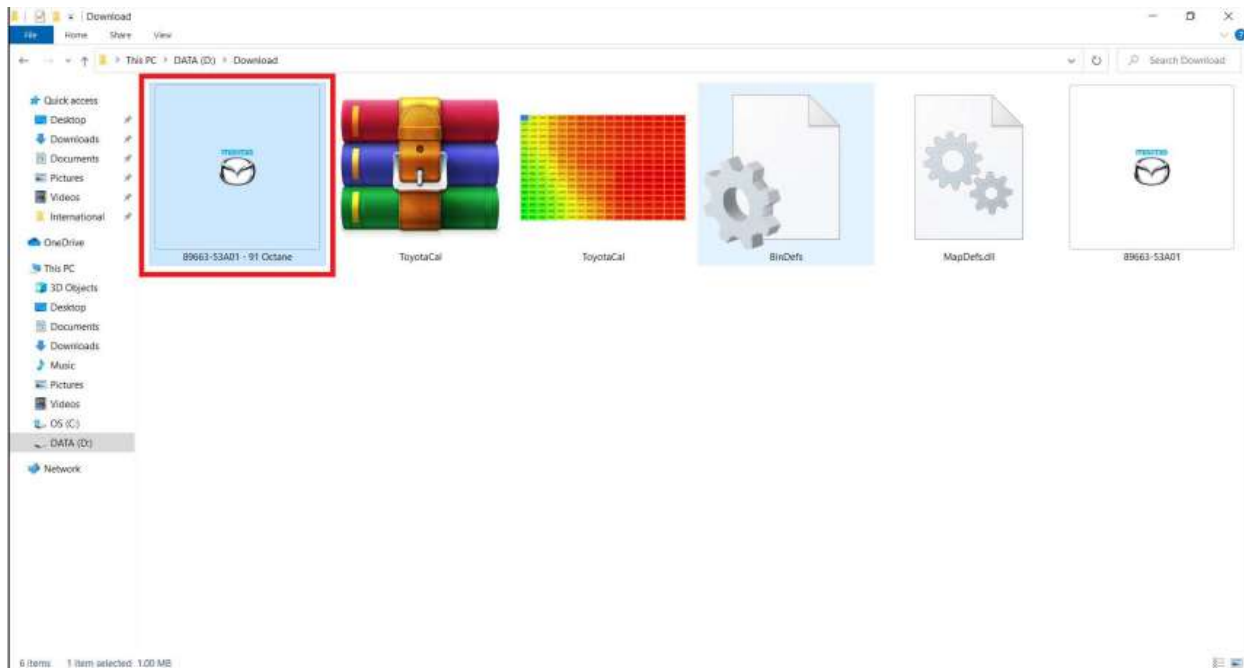 Download
File Home Share View
This PC > DATA (D:) > Download
Search Download
Quick access
Desktop
Downloads
Documents
Pictures
Videos
International
OneDrive
This PC
3D Objects
Desktop
Documents
Downloads
Music
Pictures
Videos
OS (C:)
DATA (D:)
Network
mazda
89663-53A01 - 91 Octane
ToyotaCal
ToyotaCal
BinDefs
MapDefs.dll
mazda
89663-53A01
6 items 1 item selected 1.00 MB